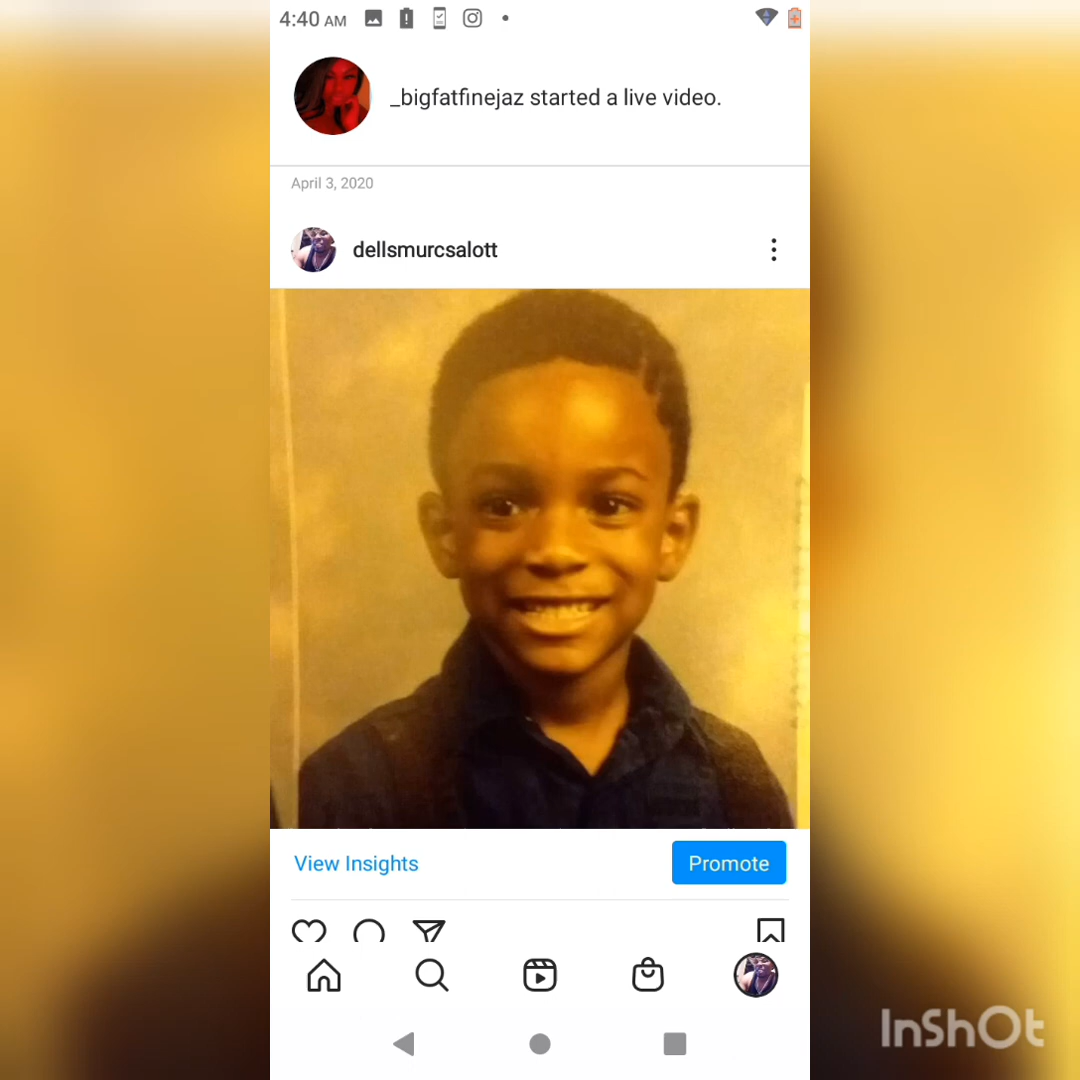 4:40 AM
_bigfatfinejaz started a live video.
April 3, 2020
dellsmurcsalott
View Insights
Promote
InShOt